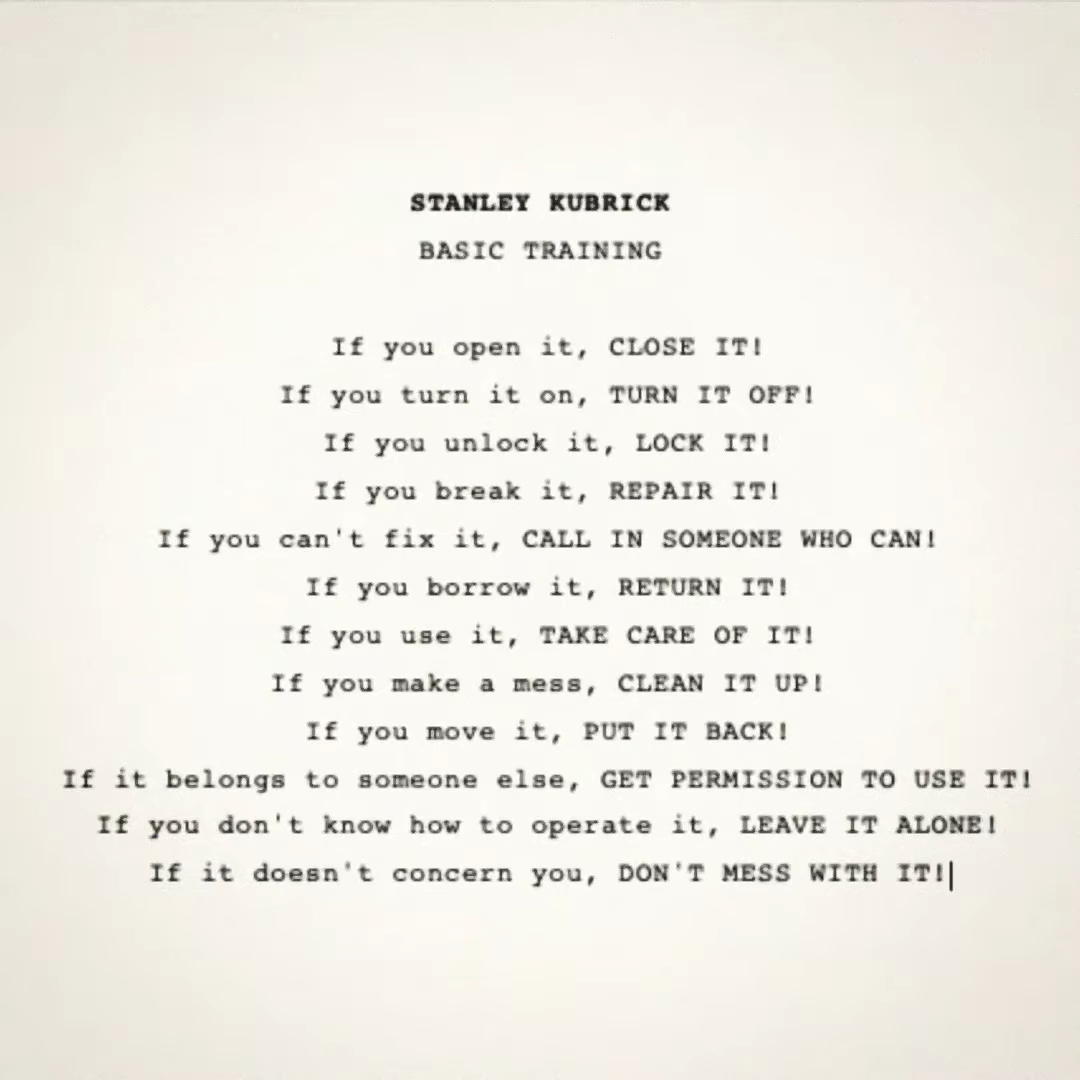 STANLEY KUBRICK
BASIC TRAINING
If you open it, CLOSE IT!
If you turn it on, TURN IT OFF!
If you unlock it, LOCK IT!
If you break it, REPAIR IT!
If you can't fix it, CALL IN SOMEONE WHO CAN!
If you borrow it, RETURN IT!
If you use it, TAKE CARE OF IT!
If you make a mess, CLEAN IT UP!
If you move it, PUT IT BACK!
If it belongs to someone else, GET PERMISSION TO USE IT!
If you don't know how to operate it, LEAVE IT ALONE!
If it doesn't concern you, DON'T MESS WITH IT!